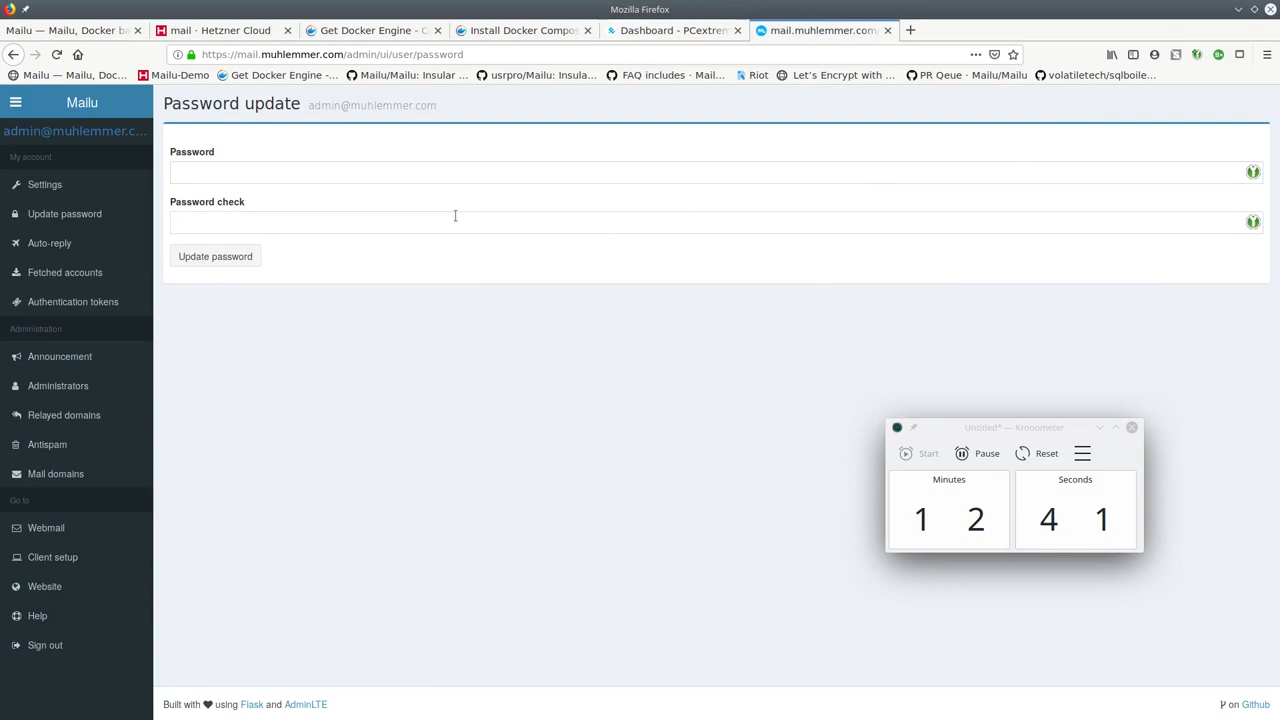 Mozilla Firefox
Mailu — Mailu, Docker ba
mail · Hetzner Cloud
Get Docker Engine - C
Install Docker Compos
Dashboard - PCextrem
mail.muhlemmer.com/
https://mail.muhlemmer.com/admin/ui/user/password
Mailu — Mailu, Doc...
Mailu-Demo
Get Docker Engine -...
Mailu/Mailu: Insular ...
usrpro/Mailu: Insula...
FAQ includes · Mail...
Riot
Let's Encrypt with ...
PR Qeue · Mailu/Mailu
volatiletech/sqlboile...
Mailu
admin@muhlemmer.c...
My account
Settings
Update password
Auto-reply
Fetched accounts
Authentication tokens
Administration
Announcement
Administrators
Relayed domains
Antispam
Mail domains
Go to
Webmail
Client setup
Website
Help
Sign out
Password update admin@muhlemmer.com
Password
Password check
Update password
Untitled* — Kronometer
Start
Pause
Reset
Minutes
Seconds
1 2
4 1
Built with ♥ using Flask and AdminLTE
on Github